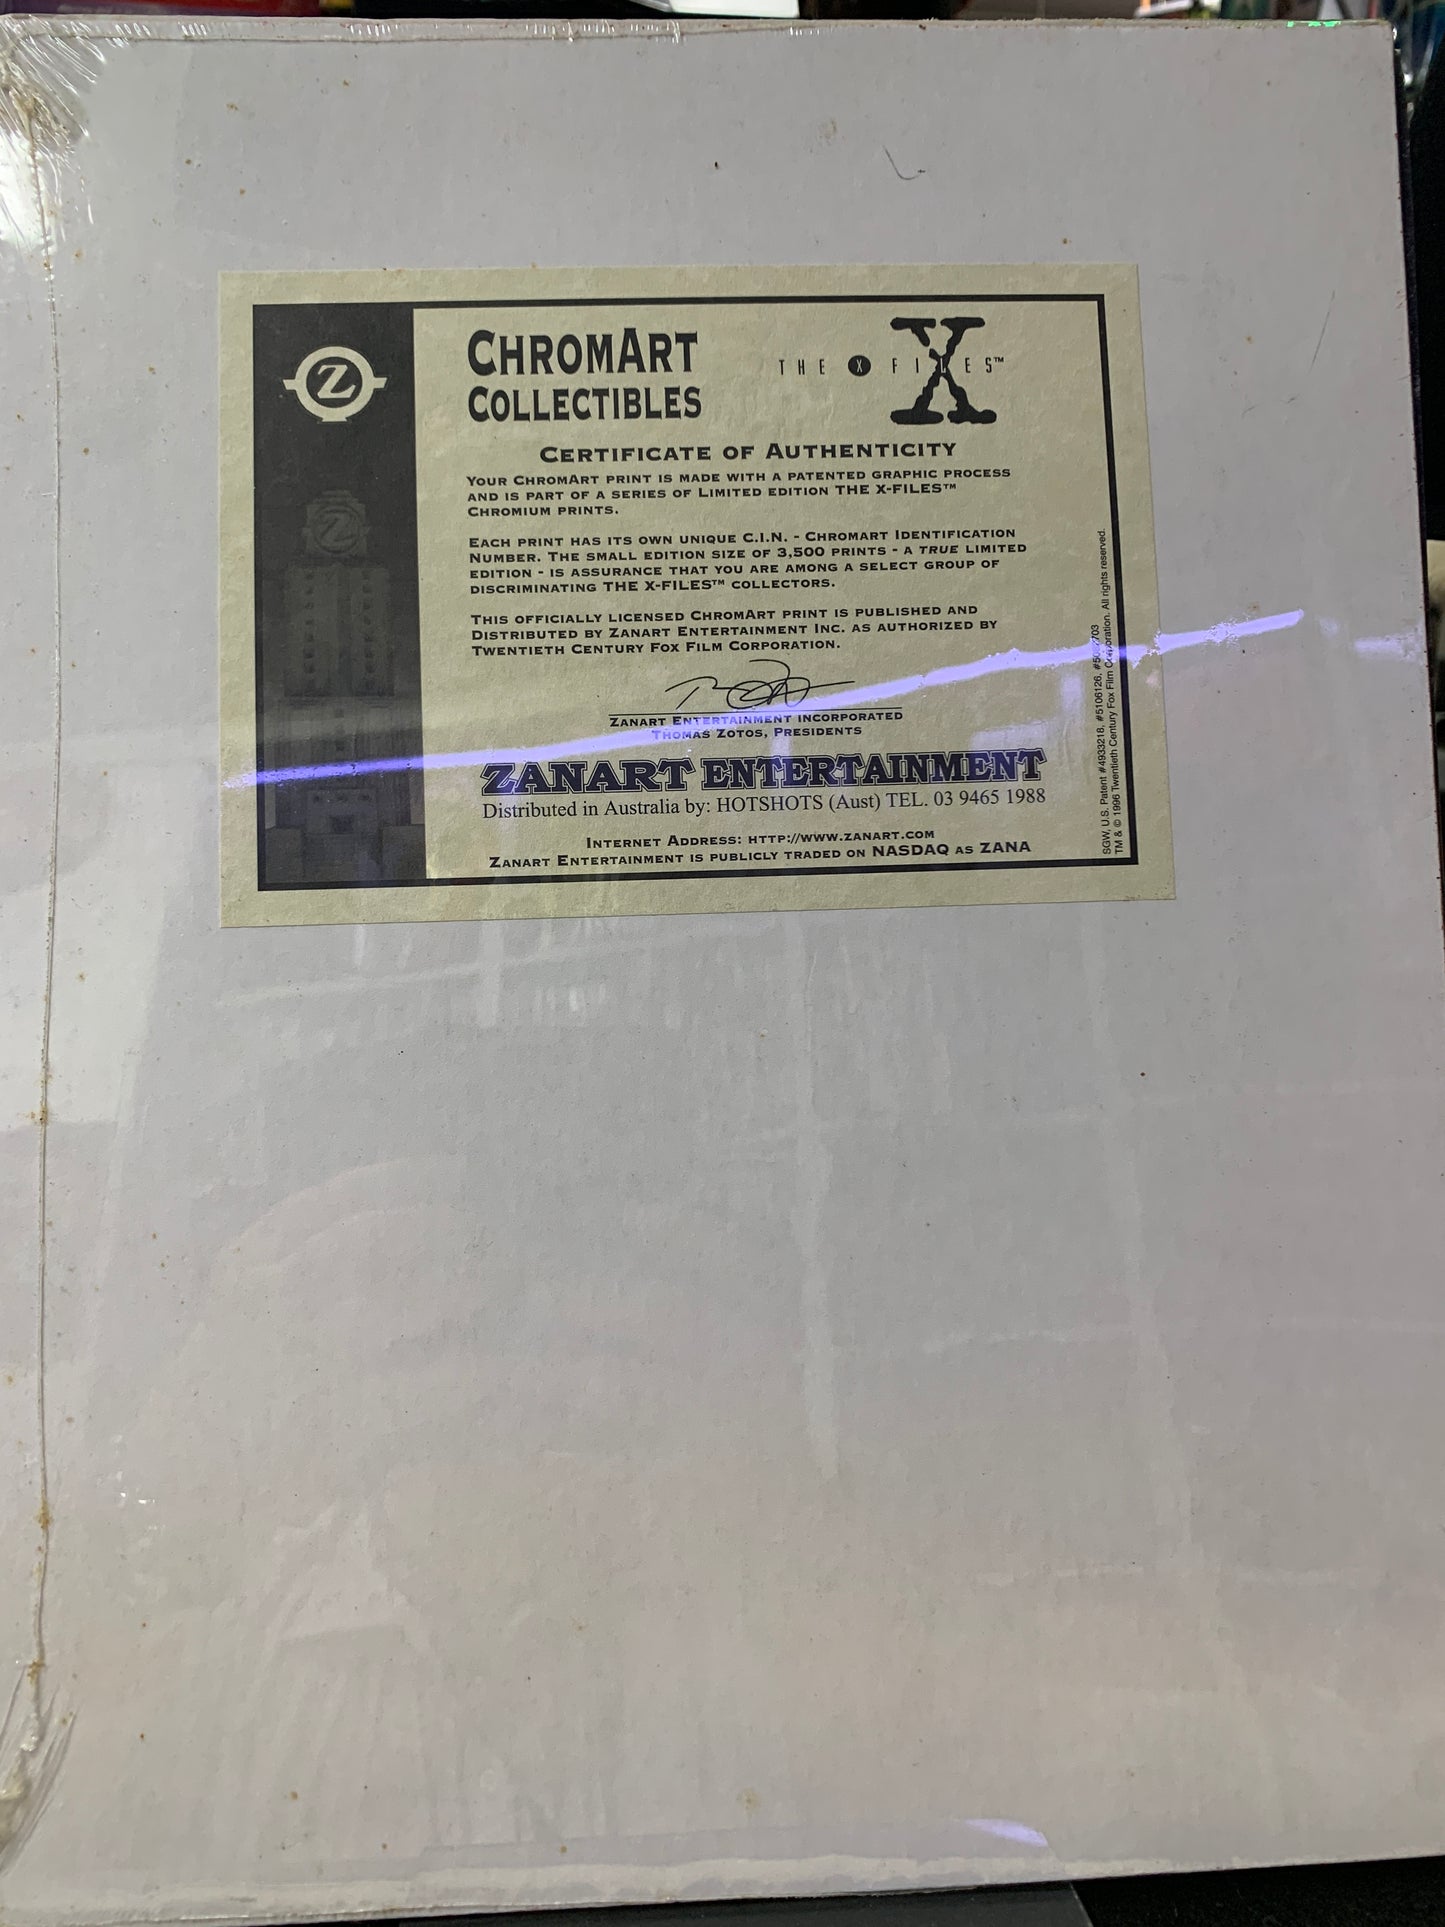 Z
CHROMART
COLLECTIBLES
THE X FILES™
X
Z
CERTIFICATE OF AUTHENTICITY
YOUR CHROMART PRINT IS MADE WITH A PATENTED GRAPHIC PROCESS
AND IS PART OF A SERIES OF LIMITED EDITION THE X-FILES™
CHROMIUM PRINTS.
EACH PRINT HAS ITS OWN UNIQUE C.I.N. - CHROMART IDENTIFICATION
NUMBER. THE SMALL EDITION SIZE OF 3,500 PRINTS - A TRUE LIMITED
EDITION - IS ASSURANCE THAT YOU ARE AMONG A SELECT GROUP OF
DISCRIMINATING THE X-FILES™ COLLECTORS.
THIS OFFICIALLY LICENSED CHROMART PRINT IS PUBLISHED AND
DISTRIBUTED BY ZANART ENTERTAINMENT INC. AS AUTHORIZED BY
TWENTIETH CENTURY FOX FILM CORPORATION.
ZANART ENTERTAINMENT INCORPORATED
THOMAS ZOTOS, PRESIDENTS
ZANART ENTERTAINMENT
Distributed in Australia by: HOTSHOTS (Aust) TEL. 03 9465 1988
INTERNET ADDRESS: HTTP://WWW.ZANART.COM
ZANART ENTERTAINMENT IS PUBLICLY TRADED ON NASDAQ AS ZANA
SGW, U.S. Patent #4933218, #5106126,
TM & © 1996 Twentieth Century Fox Film Corporation. All rights reserved.